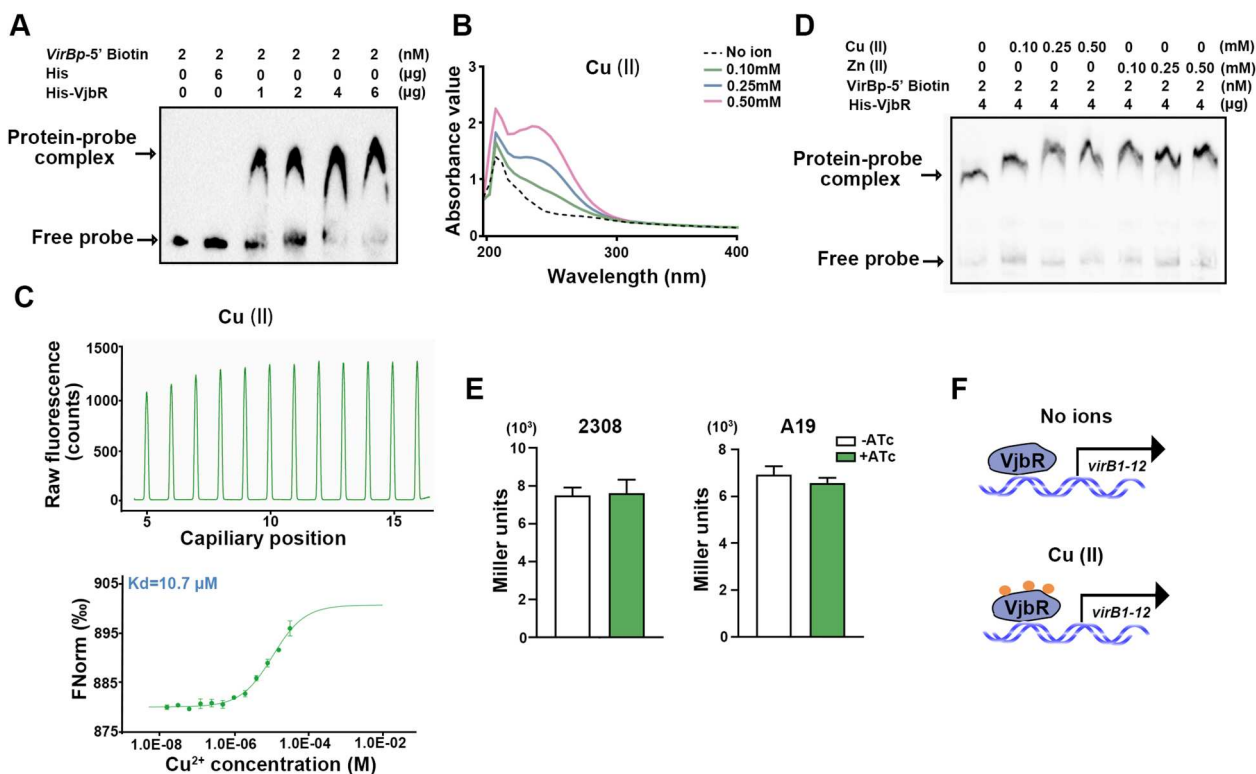 A
VirBp-5' Biotin 2 2 2 2 2 2 (nM)
His 0 6 0 0 0 0 (µg)
His-VjbR 0 0 1 2 4 6 (µg)
Protein-probe
complex
Free probe
B
Cu (II)
No ion
0.10mM
0.25mM
0.50mM
Absorbance value
3
2
1
0
200 300 400
Wavelength (nm)
D
Cu (II) 0 0.10 0.25 0.50 0 0 0 (mM)
Zn (II) 0 0 0 0 0.10 0.25 0.50 (mM)
VirBp-5' Biotin 2 2 2 2 2 2 2 (nM)
His-VjbR 4 4 4 4 4 4 4 (µg)
Protein-probe
complex
Free probe
C
Cu (II)
Raw fluorescence
(counts)
1500
1000
500
0
5 10 15
Capiliary position
Kd=10.7 µM
FNorm (‰)
905
895
885
875
1.0E-08 1.0E-06 1.0E-04 1.0E-02
Cu²⁺ concentration (M)
E
(10³) 2308
Miller units
10
8
6
4
2
0
(10³) A19
-ATc
+ATc
Miller units
8
6
4
2
0
F
No ions
VjbR
virB1-12
Cu (II)
VjbR
virB1-12